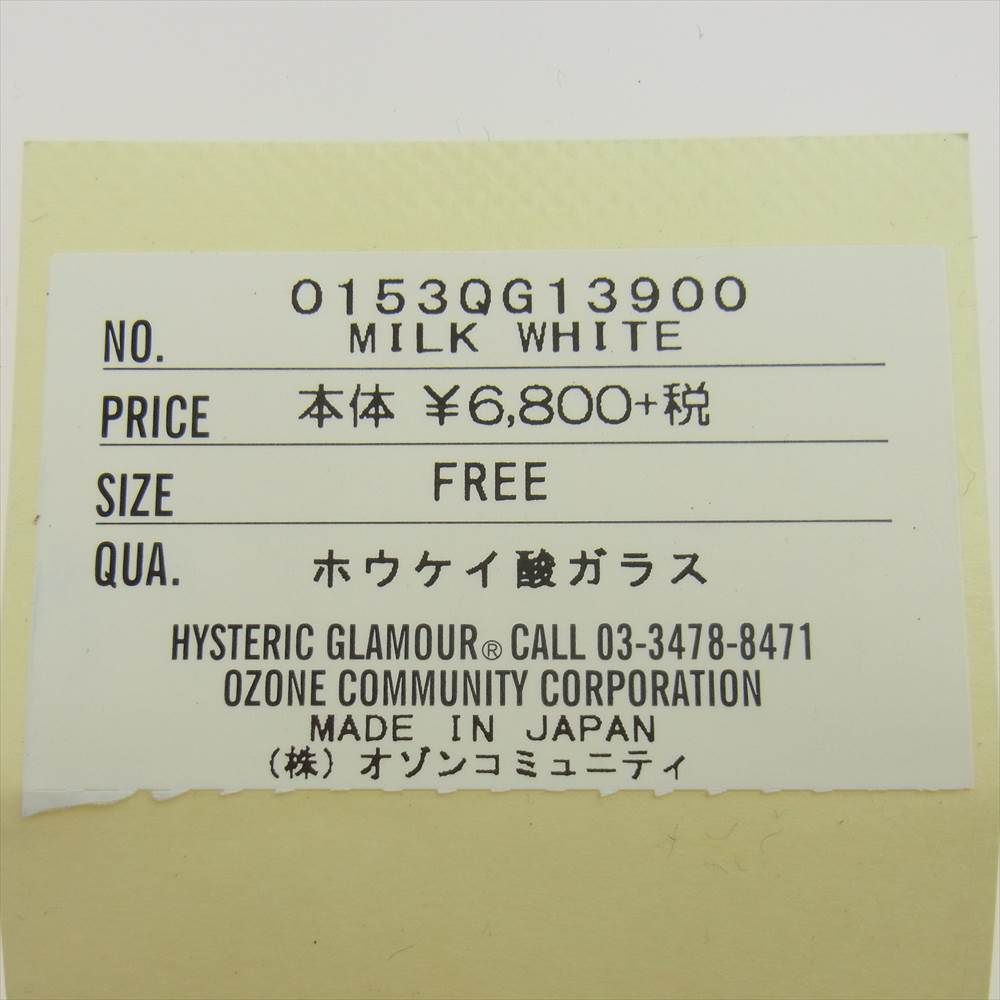 0153QG13900
NO. MILK WHITE
PRICE 本体 ¥6,800+税
SIZE FREE
QUA. ホウケイ酸ガラス
HYSTERIC GLAMOUR® CALL 03-3478-8471
OZONE COMMUNITY CORPORATION
MADE IN JAPAN
(株) オゾンコミュニティ